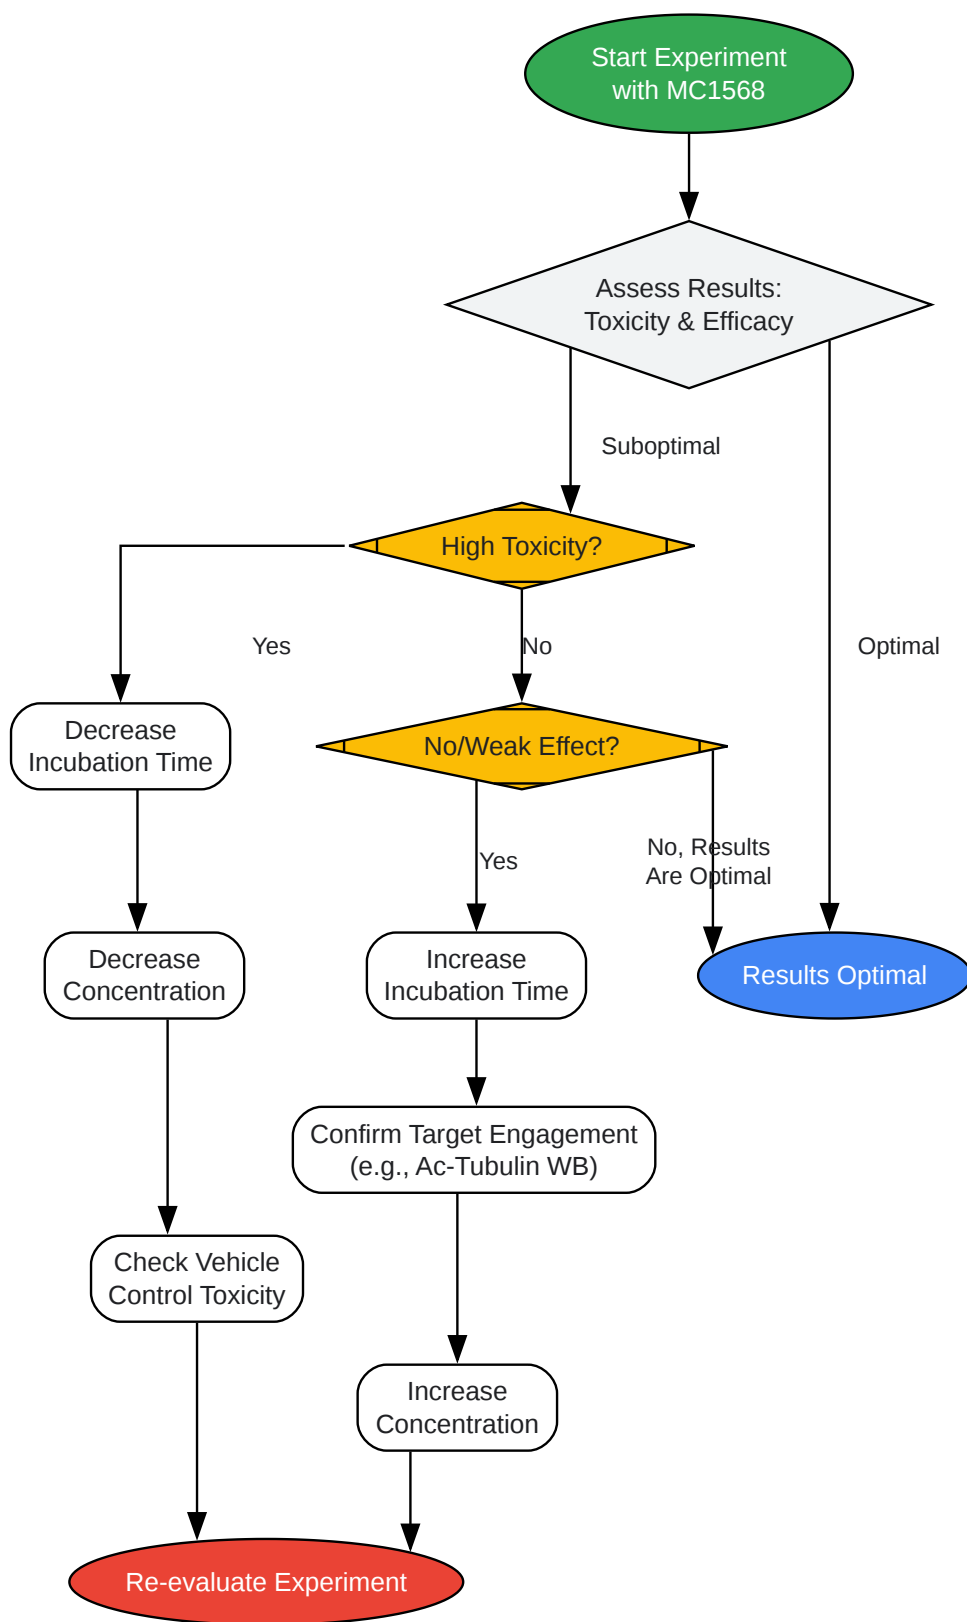 Start Experiment
with MC1568
Assess Results:
Toxicity & Efficacy
Suboptimal
High Toxicity?
Yes
No
Optimal
Decrease
Incubation Time
No/Weak Effect?
Yes
No, Results
Are Optimal
Decrease
Concentration
Increase
Incubation Time
Results Optimal
Confirm Target Engagement
(e.g., Ac-Tubulin WB)
Check Vehicle
Control Toxicity
Increase
Concentration
Re-evaluate Experiment